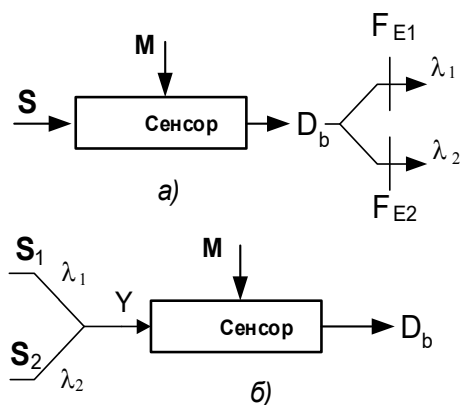 F E1
M
λ 1
S
Сенсор
D b
λ 2
F E2
а)
S 1
λ 1
M
Y
Сенсор
D b
S 2
λ 2
б)